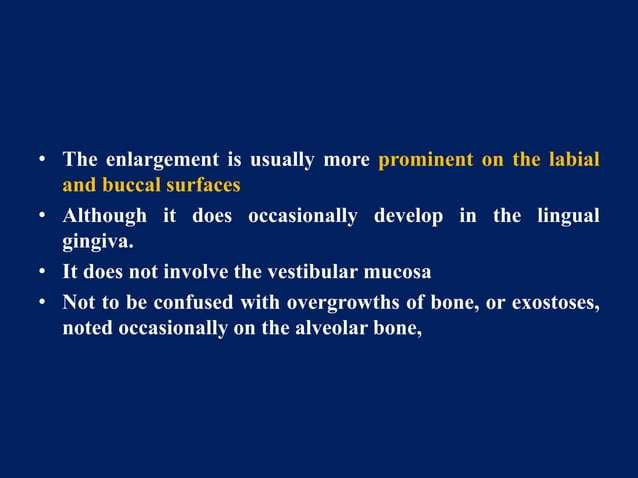 • The enlargement is usually more prominent on the labial
and buccal surfaces
• Although it does occasionally develop in the lingual
gingiva.
• It does not involve the vestibular mucosa
• Not to be confused with overgrowths of bone, or exostoses,
noted occasionally on the alveolar bone,